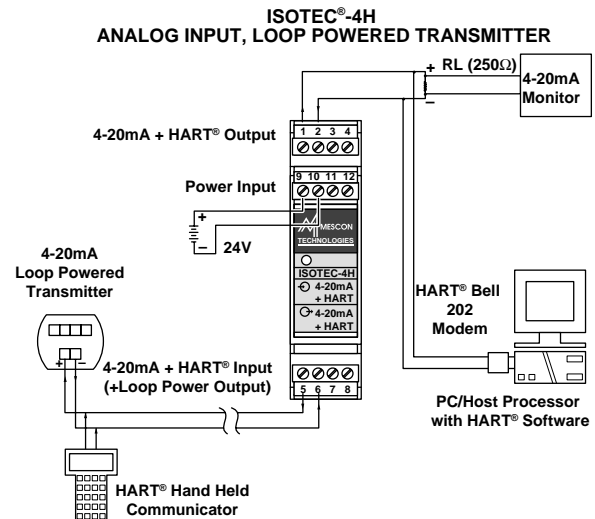 ISOTEC®-4H
ANALOG INPUT, LOOP POWERED TRANSMITTER
+ RL (250Ω)
–
4-20mA
Monitor
4-20mA + HART® Output
1 2 3 4
Power Input
9 10 11 12
+
–
24V
MESCON
TECHNOLOGIES
ISOTEC-4H
4-20mA
+ HART
4-20mA
+ HART
4-20mA
Loop Powered
Transmitter
+ –
4-20mA + HART® Input
(+Loop Power Output)
5 6 7 8
HART® Bell
202
Modem
PC/Host Processor
with HART® Software
HART® Hand Held
Communicator